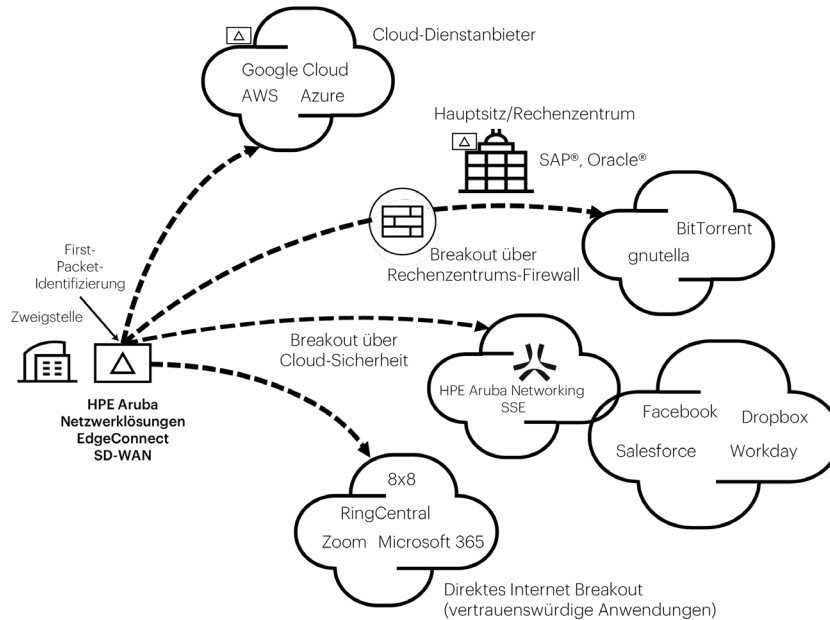 Cloud-Dienstanbieter
Google Cloud
AWS Azure
Hauptsitz/Rechenzentrum
SAP®, Oracle®
BitTorrent
gnutella
Breakout über
Rechenzentrums-Firewall
First-
Packet-
Identifizierung
Zweigstelle
HPE Aruba
Netzwerklösungen
EdgeConnect
SD-WAN
Breakout über
Cloud-Sicherheit
HPE Aruba Networking
SSE
Facebook
Dropbox
Salesforce
Workday
8x8
RingCentral
Zoom Microsoft 365
Direktes Internet Breakout
(vertrauenswürdige Anwendungen)